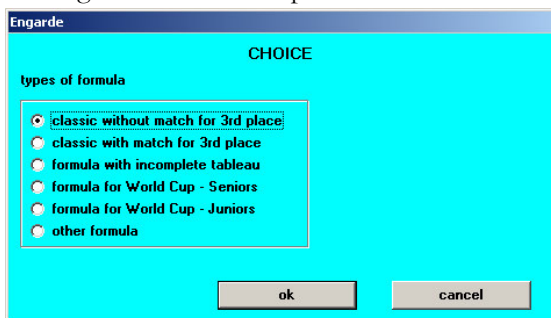 Engarde
CHOICE
types of formula
classic without match for 3rd place
classic with match for 3rd place
formula with incomplete tableau
formula for World Cup - Seniors
formula for World Cup - Juniors
other formula
ok cancel